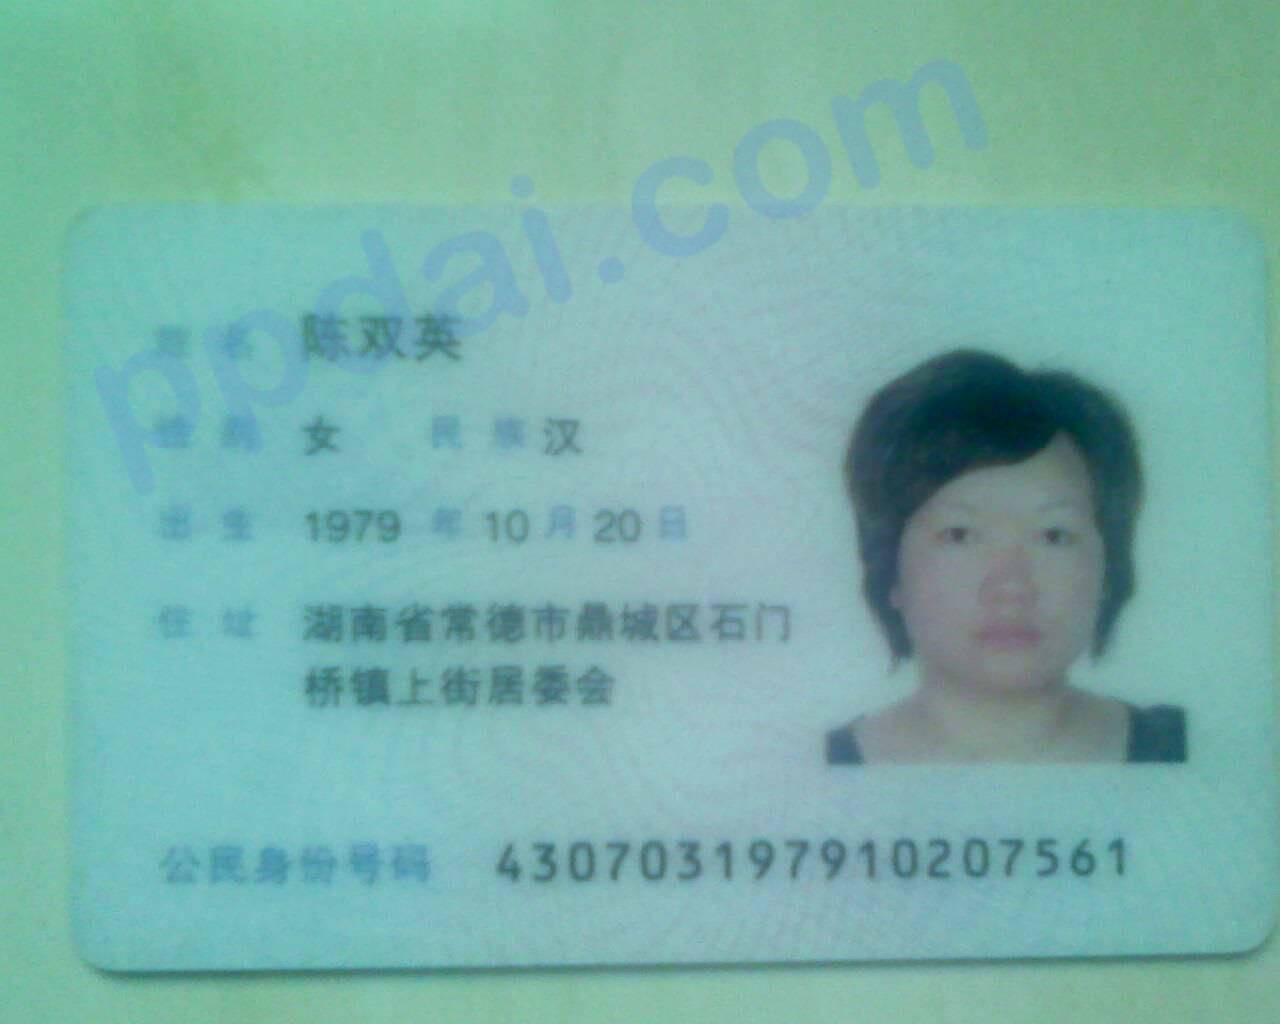 ppdai.com
姓名 陈双英
性别 女 民族 汉
出生 1979 年 10 月 20 日
住址 湖南省常德市鼎城区石门
桥镇上街居委会
公民身份号码 430703197910207561